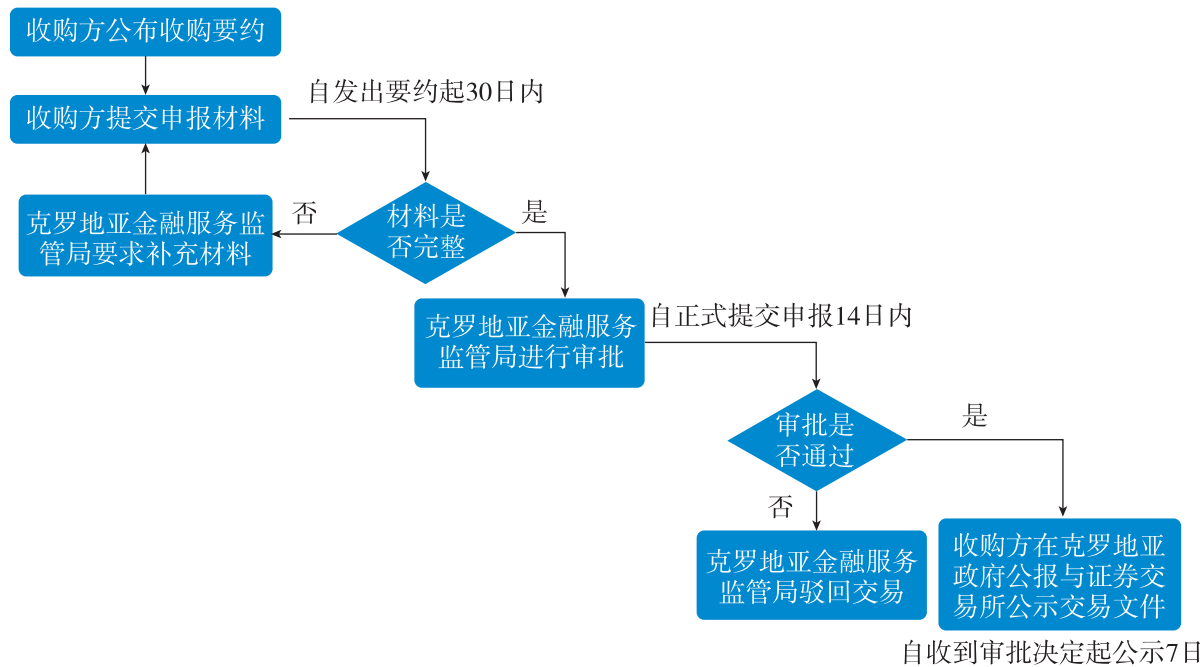 收购方公布收购要约
自发出要约起30日内
收购方提交申报材料
克罗地亚金融服务监
管局要求补充材料
否
材料是
否完整
是
克罗地亚金融服务
监管局进行审批
自正式提交申报14日内
审批是
否通过
是
否
克罗地亚金融服务
监管局驳回交易
收购方在克罗地亚
政府公报与证券交
易所公示交易文件
自收到审批决定起公示7日